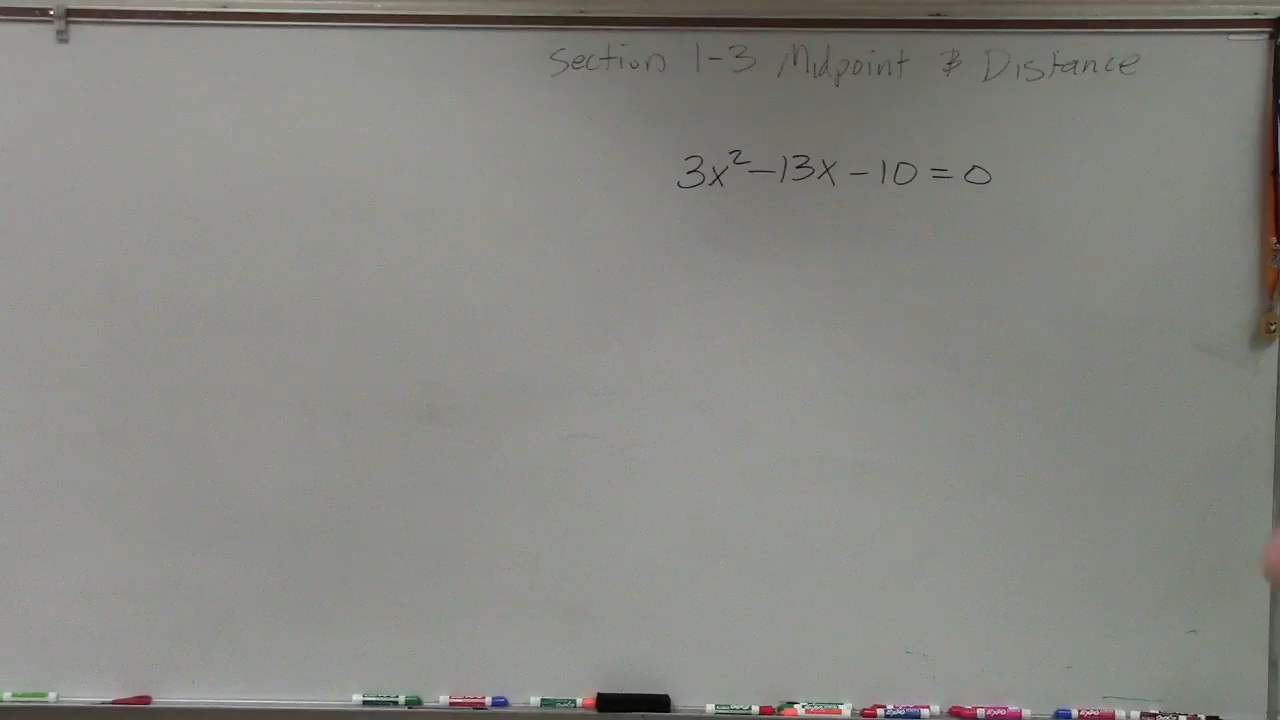 Section 1-3 Midpoint & Distance
3x²-13x-10=0